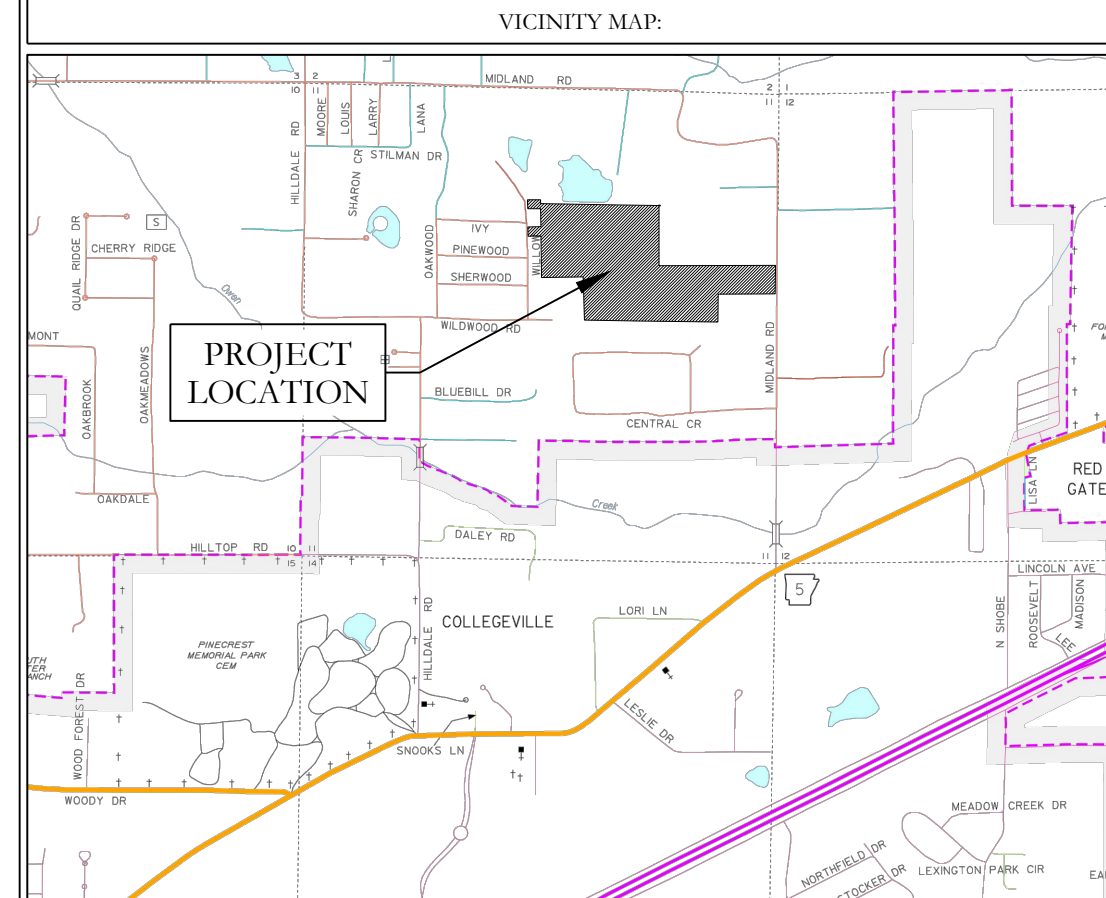 VICINITY MAP:
MIDLAND RD
3 2
10 11
2 1
11 12
HILLDALE RD
MOORE
LOUIS
LARRY
LANA
STILMAN DR
SHARON CR
S
QUAIL RIDGE DR
CHERRY RIDGE
OAKWOOD
IVY
PINEWOOD
SHERWOOD
WILLOW
WILDWOOD RD
Owen
PROJECT
LOCATION
MIDLAND RD
MONT
OAKBROOK
OAKMEADOWS
BLUEBILL DR
CENTRAL CR
OAKDALE
Creek
LISA LN
RED
GATE
HILLTOP RD
10 11
15 14
DALEY RD
11 12
5
LINCOLN AVE
N SHOBE
ROOSEVELT
MADISON
LEE
COLLEGEVILLE
HILLDALE RD
LORI LN
PINECREST
MEMORIAL PARK
CEM
UTH
TER
ANCH
WOOD FOREST DR
LESLIE DR
SNOOKS LN
WOODY DR
MEADOW CREEK DR
NORTHFIELD DR
STOCKER DR
LEXINGTON PARK CIR
EA